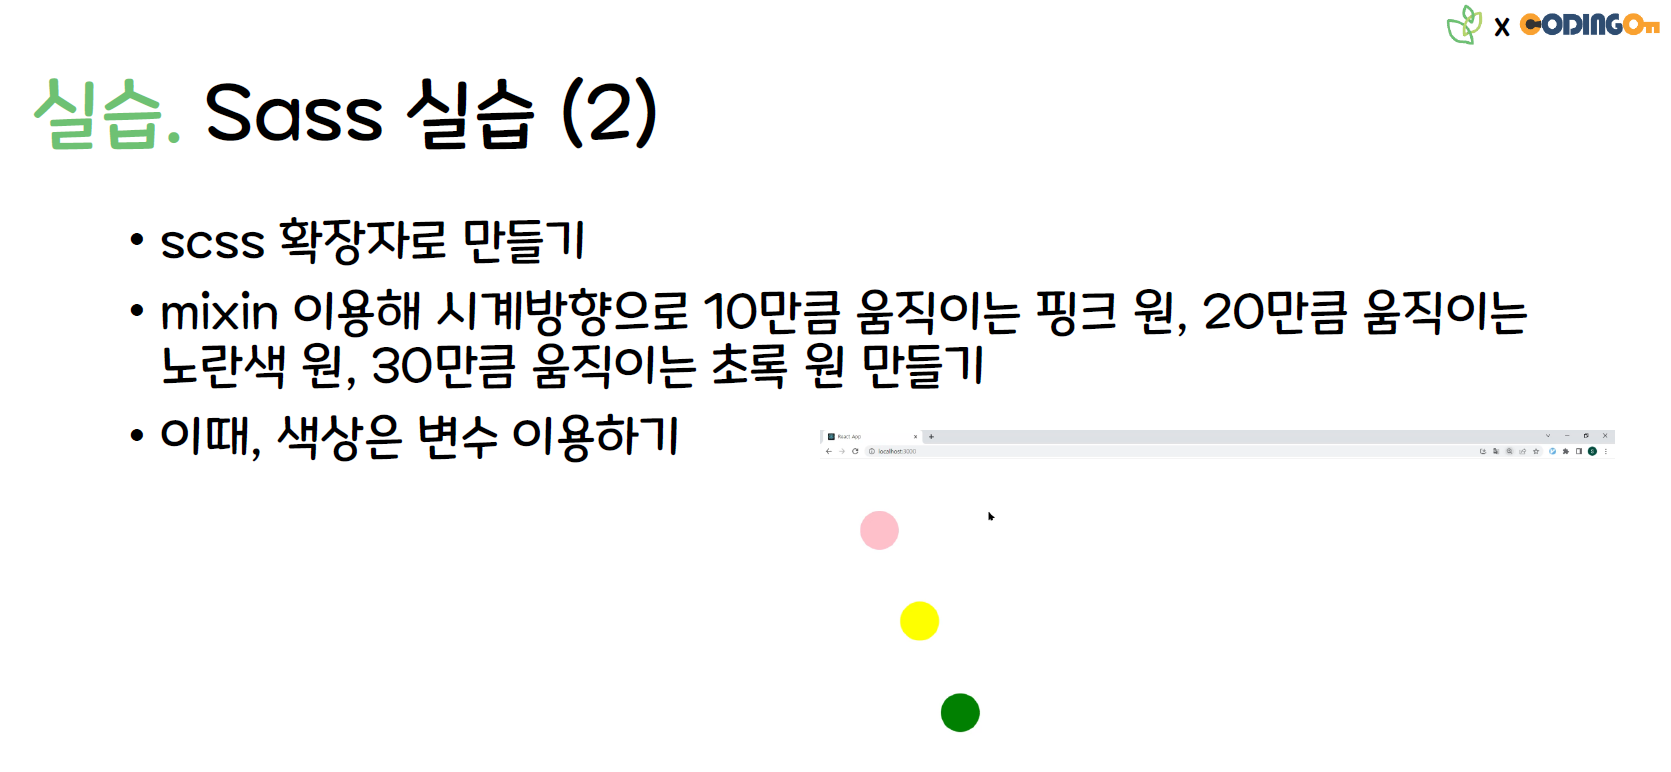 X CODINGOn
실습. Sass 실습 (2)
• scss 확장자로 만들기
• mixin 이용해 시계방향으로 10만큼 움직이는 핑크 원, 20만큼 움직이는
노란색 원, 30만큼 움직이는 초록 원 만들기
• 이때, 색상은 변수 이용하기
React App
localhost:3000